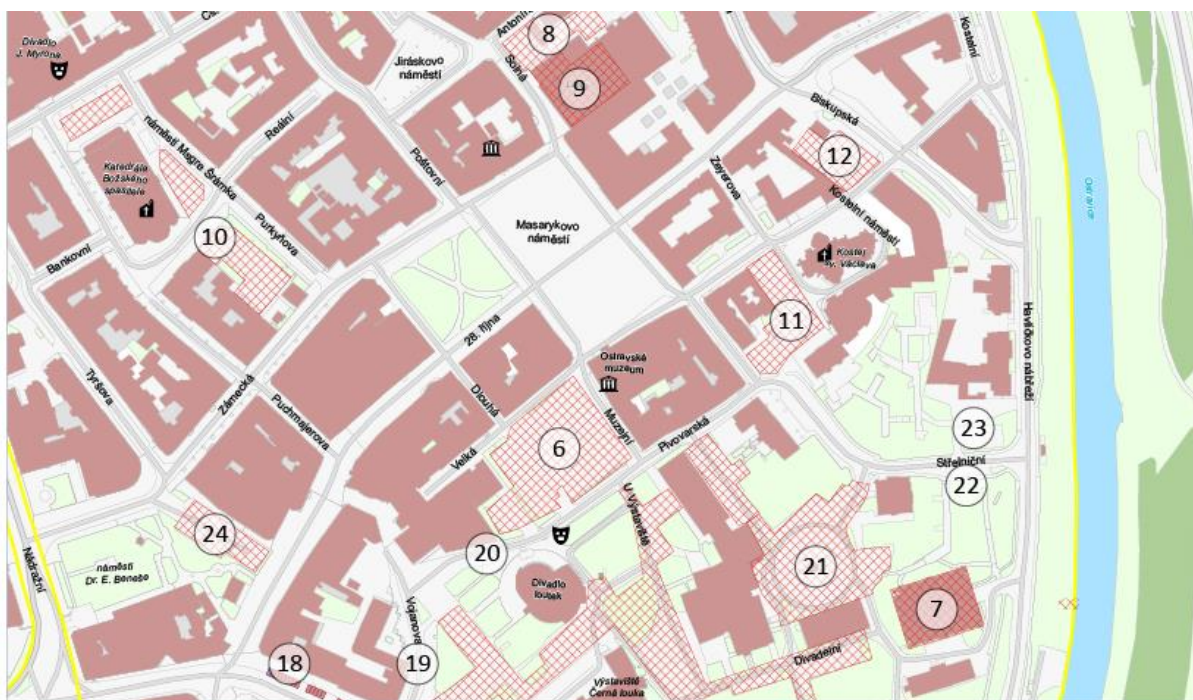 Divadlo
J. Myrona
Jiráskovo
náměstí
Solná
8
9
Kostelní
Biskupská
12
náměstí Msgre Šrámka
Reální
Poštovní
Zeyerova
Kostelní náměstí
Katedrála
Božského
spasitele
Masarykovo
náměstí
Kostel
sv. Václava
10
Purkyňova
Bankovní
11
28. října
Ostravské
muzeum
Havlíčkovo nábřeží
Tyršova
Zámecká
Puchmajerova
Dlouhá
Velká
6
Muzejní
Pivovarská
23
Střelniční
22
24
náměstí
Dr. E. Beneše
Nádražní
20
U Výstaviště
21
Divadlo
loutek
7
Vojanova
18
19
Divadelní
Výstaviště
Černá louka